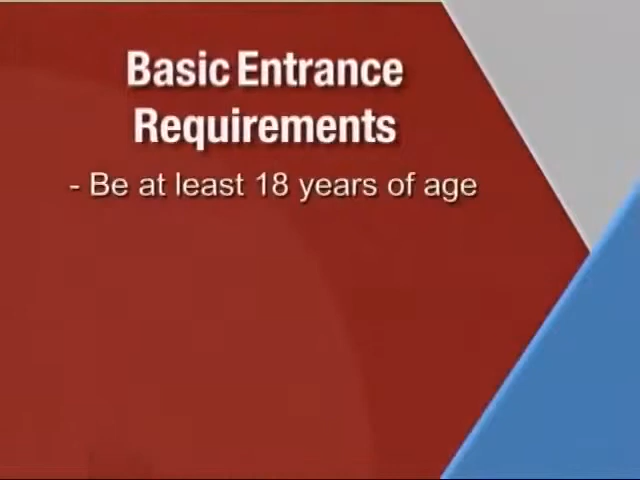 Basic Entrance
Requirements
- Be at least 18 years of age